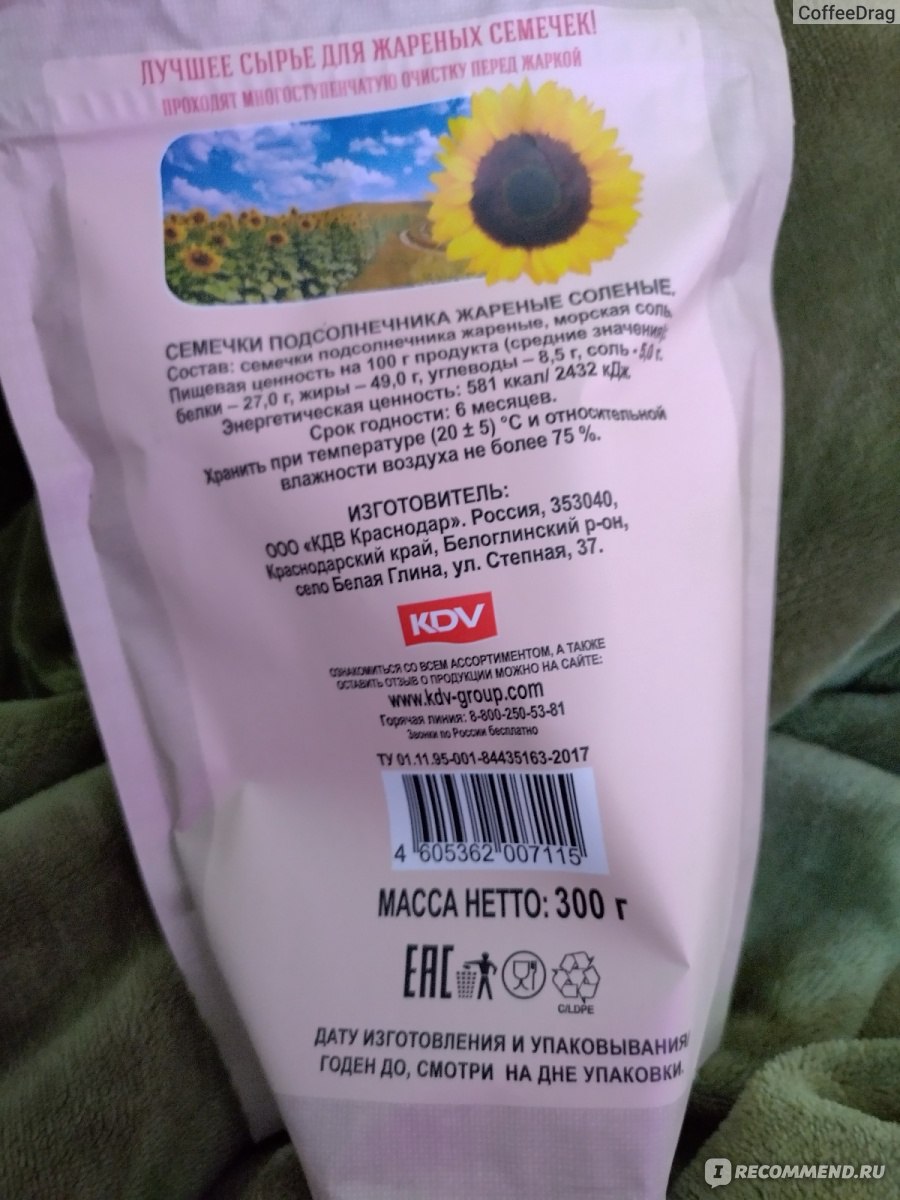 CoffeeDrag
ЛУЧШЕЕ СЫРЬЕ ДЛЯ ЖАРЕНЫХ СЕМЕЧЕК!
ПРОХОДЯТ МНОГОСТУПЕНЧАТУЮ ОЧИСТКУ ПЕРЕД ЖАРКОЙ
СЕМЕЧКИ ПОДСОЛНЕЧНИКА ЖАРЕНЫЕ СОЛЕНЫЕ.
Состав: семечки подсолнечника жареные, морская соль.
Пищевая ценность на 100 г продукта (средние значения):
белки – 27,0 г, жиры – 49,0 г, углеводы – 8,5 г, соль - 5,0 г.
Энергетическая ценность: 581 ккал/ 2432 кДж.
Срок годности: 6 месяцев.
Хранить при температуре (20 ± 5) °С и относительной
влажности воздуха не более 75 %.
ИЗГОТОВИТЕЛЬ:
ООО «КДВ Краснодар». Россия, 353040,
Краснодарский край, Белоглинский р-он,
село Белая Глина, ул. Степная, 37.
KDV
ОЗНАКОМИТЬСЯ СО ВСЕМ АССОРТИМЕНТОМ, А ТАКЖЕ
ОСТАВИТЬ ОТЗЫВ О ПРОДУКЦИИ МОЖНО НА САЙТЕ:
www.kdv-group.com
Горячая линия: 8-800-250-53-81
Звонки по России бесплатно
ТУ 01.11.95-001-84435163-2017
4 605362 007115
МАССА НЕТТО: 300 г
ЕАС
C/LDPE
ДАТУ ИЗГОТОВЛЕНИЯ И УПАКОВЫВАНИЯ/
ГОДЕН ДО, СМОТРИ НА ДНЕ УПАКОВКИ.
IRECOMMEND.RU